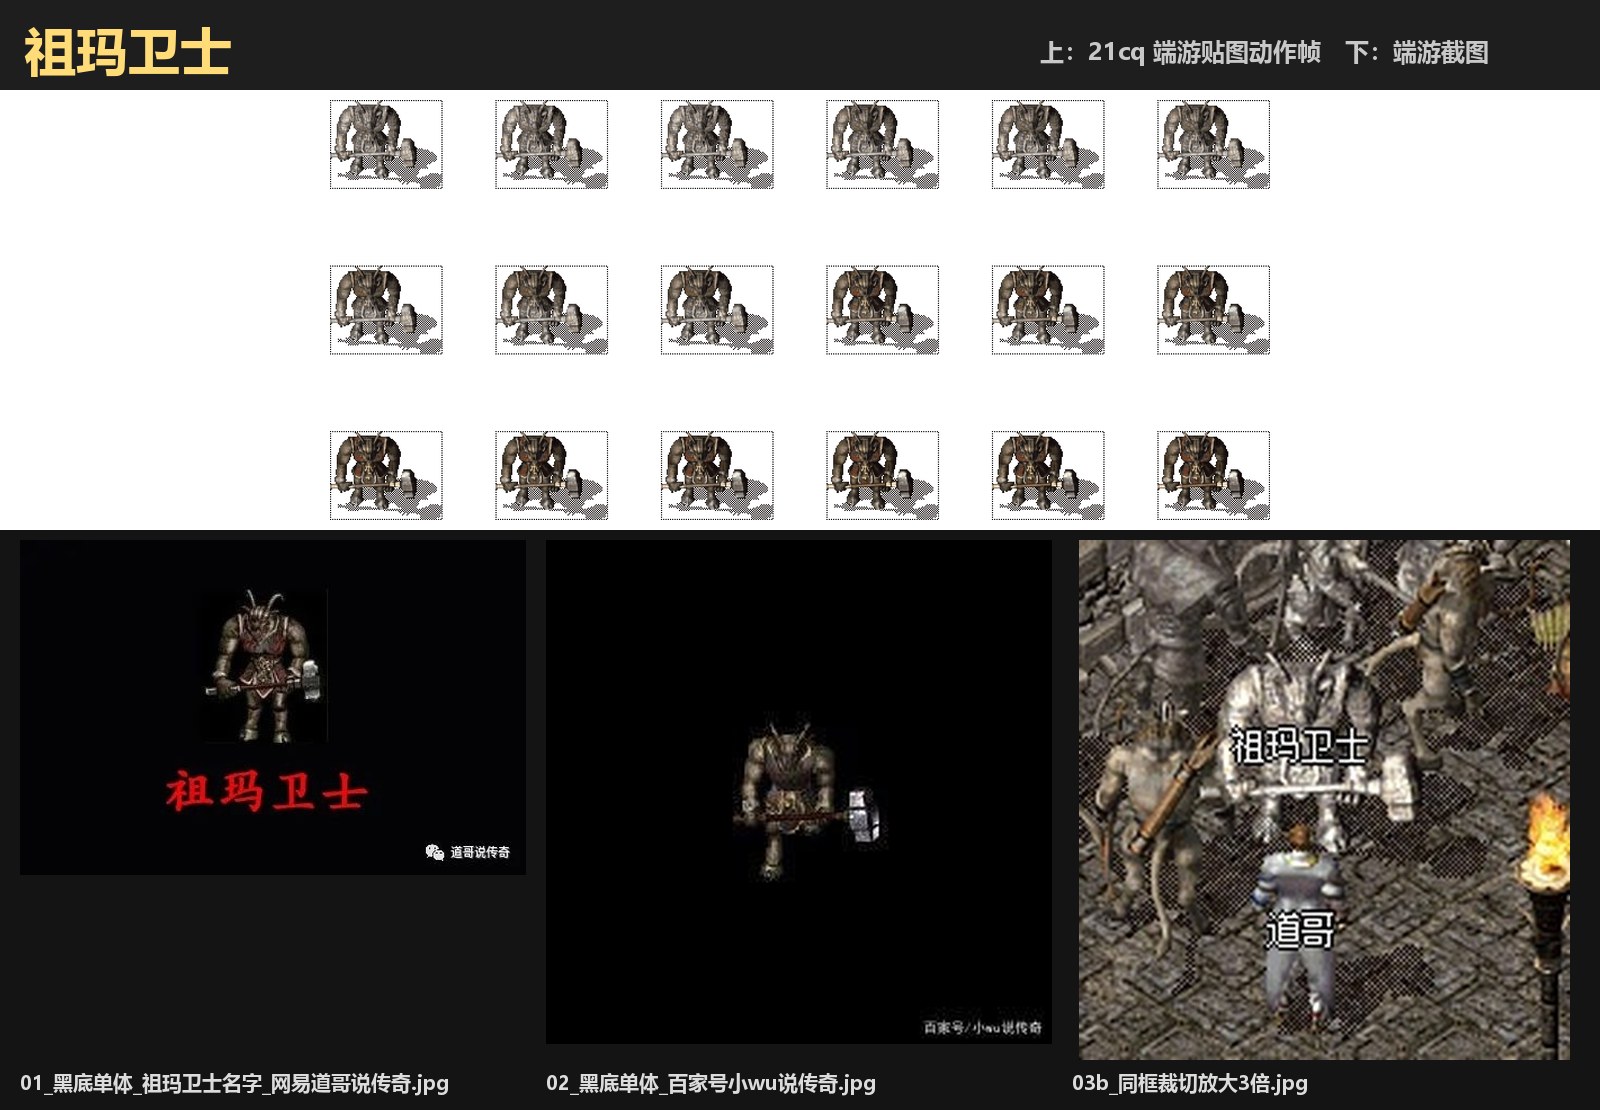 祖玛卫士
上：21cq 端游贴图动作帧　下：端游截图
祖玛卫士
道哥说传奇
百家号/小wu说传奇
祖玛卫士
道哥
01_黑底单体_祖玛卫士名字_网易道哥说传奇.jpg
02_黑底单体_百家号小wu说传奇.jpg
03b_同框裁切放大3倍.jpg